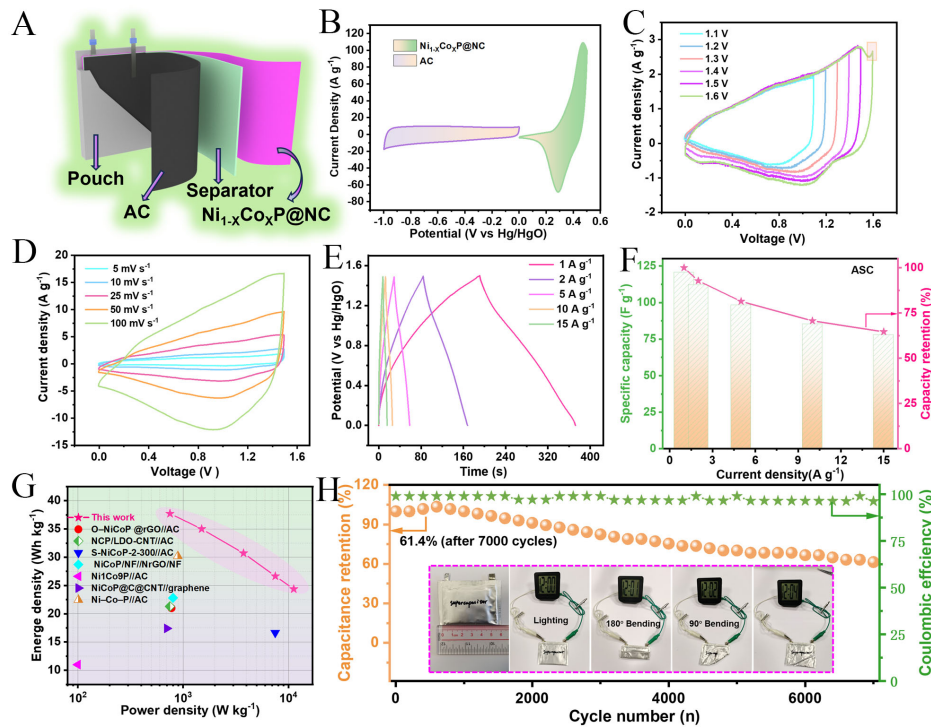 A
Pouch
AC
Separator
Ni1-XCoXP@NC
B
Current Density (A g-1)
120
100
80
60
40
20
0
-20
-40
-60
-80
Ni1-XCoXP@NC
AC
-1.0 -0.8 -0.6 -0.4 -0.2 0.0 0.2 0.4 0.6
Potential (V vs Hg/HgO)
C
Current density (A g-1)
3
2
1
0
-1
-2
1.1 V
1.2 V
1.3 V
1.4 V
1.5 V
1.6 V
0.0 0.4 0.8 1.2 1.6
Voltage (V)
D
Current density (A g-1)
15
10
5
0
-5
-10
-15
5 mV s-1
10 mV s-1
25 mV s-1
50 mV s-1
100 mV s-1
0.0 0.4 0.8 1.2 1.6
Voltage (V )
E
Potential (V vs Hg/HgO)
1.6
1.2
0.8
0.4
0.0
1 A g-1
2 A g-1
5 A g-1
10 A g-1
15 A g-1
0 80 160 240 320 400
Time (s)
F
Specific capacity (F g-1)
125
100
75
50
25
0
ASC
100
75
50
25
0
Capacity retention (%)
3 6 9 12 15
Current density(A g-1)
G
Energe density (Wh kg-1)
40
35
30
25
20
15
10
This work
O–NiCoP @rGO//AC
NCP/LDO-CNT//AC
S-NiCoP-2-300//AC
NiCoP/NF//NrGO/NF
Ni1Co9P//AC
NiCoP@C@CNT//graphene
Ni–Co–P//AC
10^2 10^3 10^4
Power density (W kg-1)
H
Capacitance retention (%)
120
100
80
60
40
20
0
61.4% (after 7000 cycles)
supercapacitor
Lighting
180° Bending
90° Bending
100
75
50
25
0
Coulombic effciency (%)
0 2000 4000 6000
Cycle number (n)